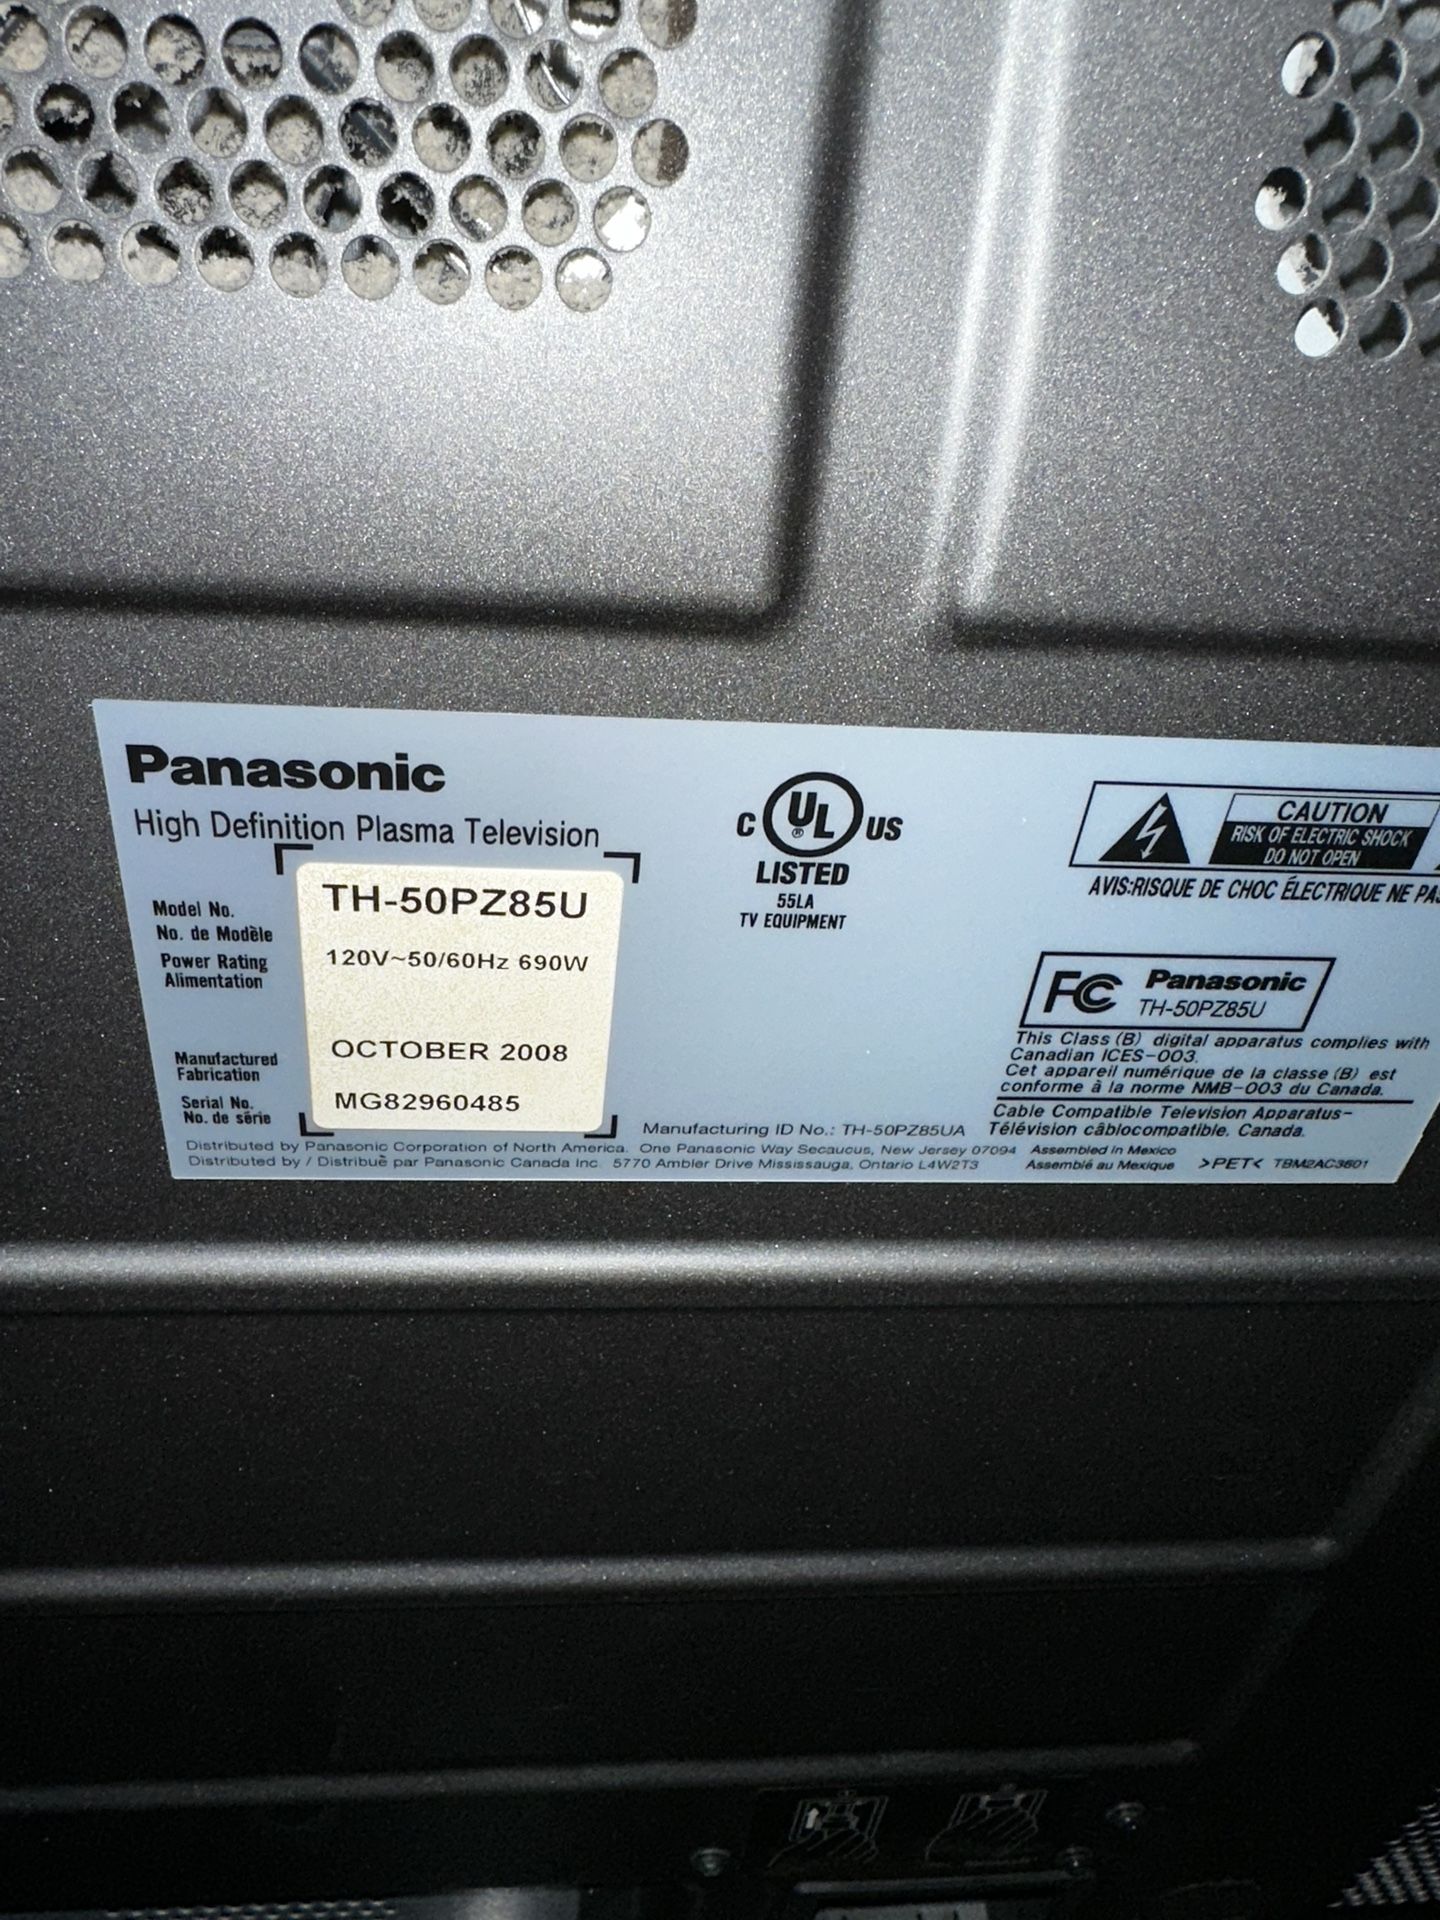 Panasonic
High Definition Plasma Television
Model No.
No. de Modèle
TH-50PZ85U
Power Rating
Alimentation
120V~50/60Hz 690W
Manufactured
Fabrication
OCTOBER 2008
Serial No.
No. de série
MG82960485
C UL® US
LISTED
55LA
TV EQUIPMENT
CAUTION
RISK OF ELECTRIC SHOCK
DO NOT OPEN
AVIS:RISQUE DE CHOC ÉLECTRIQUE NE
FC Panasonic
TH-50PZ85U
This Class (B) digital apparatus complies with
Canadian ICES-003.
Cet appareil numérique de la classe (B) est
conforme à la norme NMB-003 du Canada.
Cable Compatible Television Apparatus-
Télévision câblocompatible. Canada.
Manufacturing ID No.: TH-50PZ85UA
Distributed by Panasonic Corporation of North America. One Panasonic Way Secaucus, New Jersey 07094
Distributed by / Distribuè par Panasonic Canada Inc. 5770 Ambler Drive Mississauga, Ontario L4W2T3
Assembled in Mexico
Assemblé au Mexique
>PET< TBM2AC3601